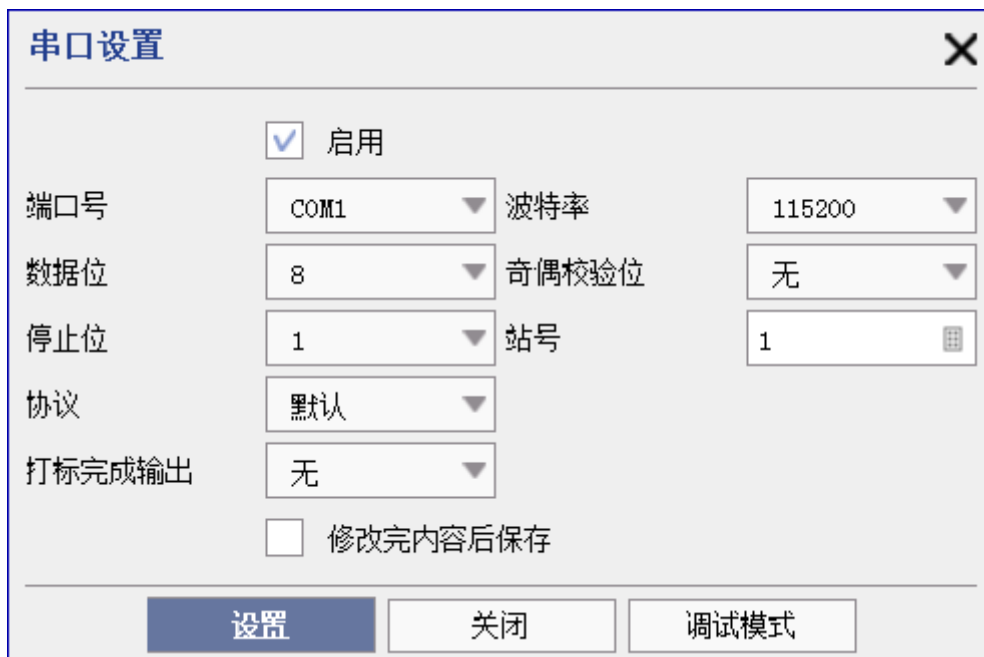 串口设置
启用
端口号 COM1 波特率 115200
数据位 8 奇偶校验位 无
停止位 1 站号 1
协议 默认
打标完成输出 无
修改完内容后保存
设置 关闭 调试模式